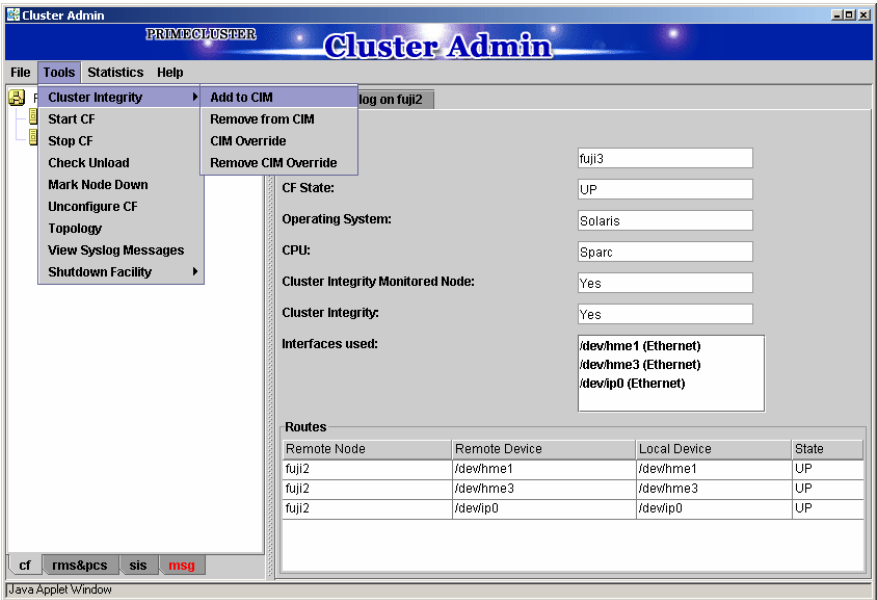 Cluster Admin
PRIMECLUSTER
Cluster Admin
File Tools Statistics Help
Cluster Integrity
Start CF
Stop CF
Check Unload
Mark Node Down
Unconfigure CF
Topology
View Syslog Messages
Shutdown Facility
Add to CIM
Remove from CIM
CIM Override
Remove CIM Override
log on fuji2
fuji3
CF State: UP
Operating System: Solaris
CPU: Sparc
Cluster Integrity Monitored Node: Yes
Cluster Integrity: Yes
Interfaces used: /dev/hme1 (Ethernet)
/dev/hme3 (Ethernet)
/dev/ip0 (Ethernet)
Routes
Remote Node Remote Device Local Device State
fuji2 /dev/hme1 /dev/hme1 UP
fuji2 /dev/hme3 /dev/hme3 UP
fuji2 /dev/ip0 /dev/ip0 UP
cf rms&pcs sis msg
Java Applet Window